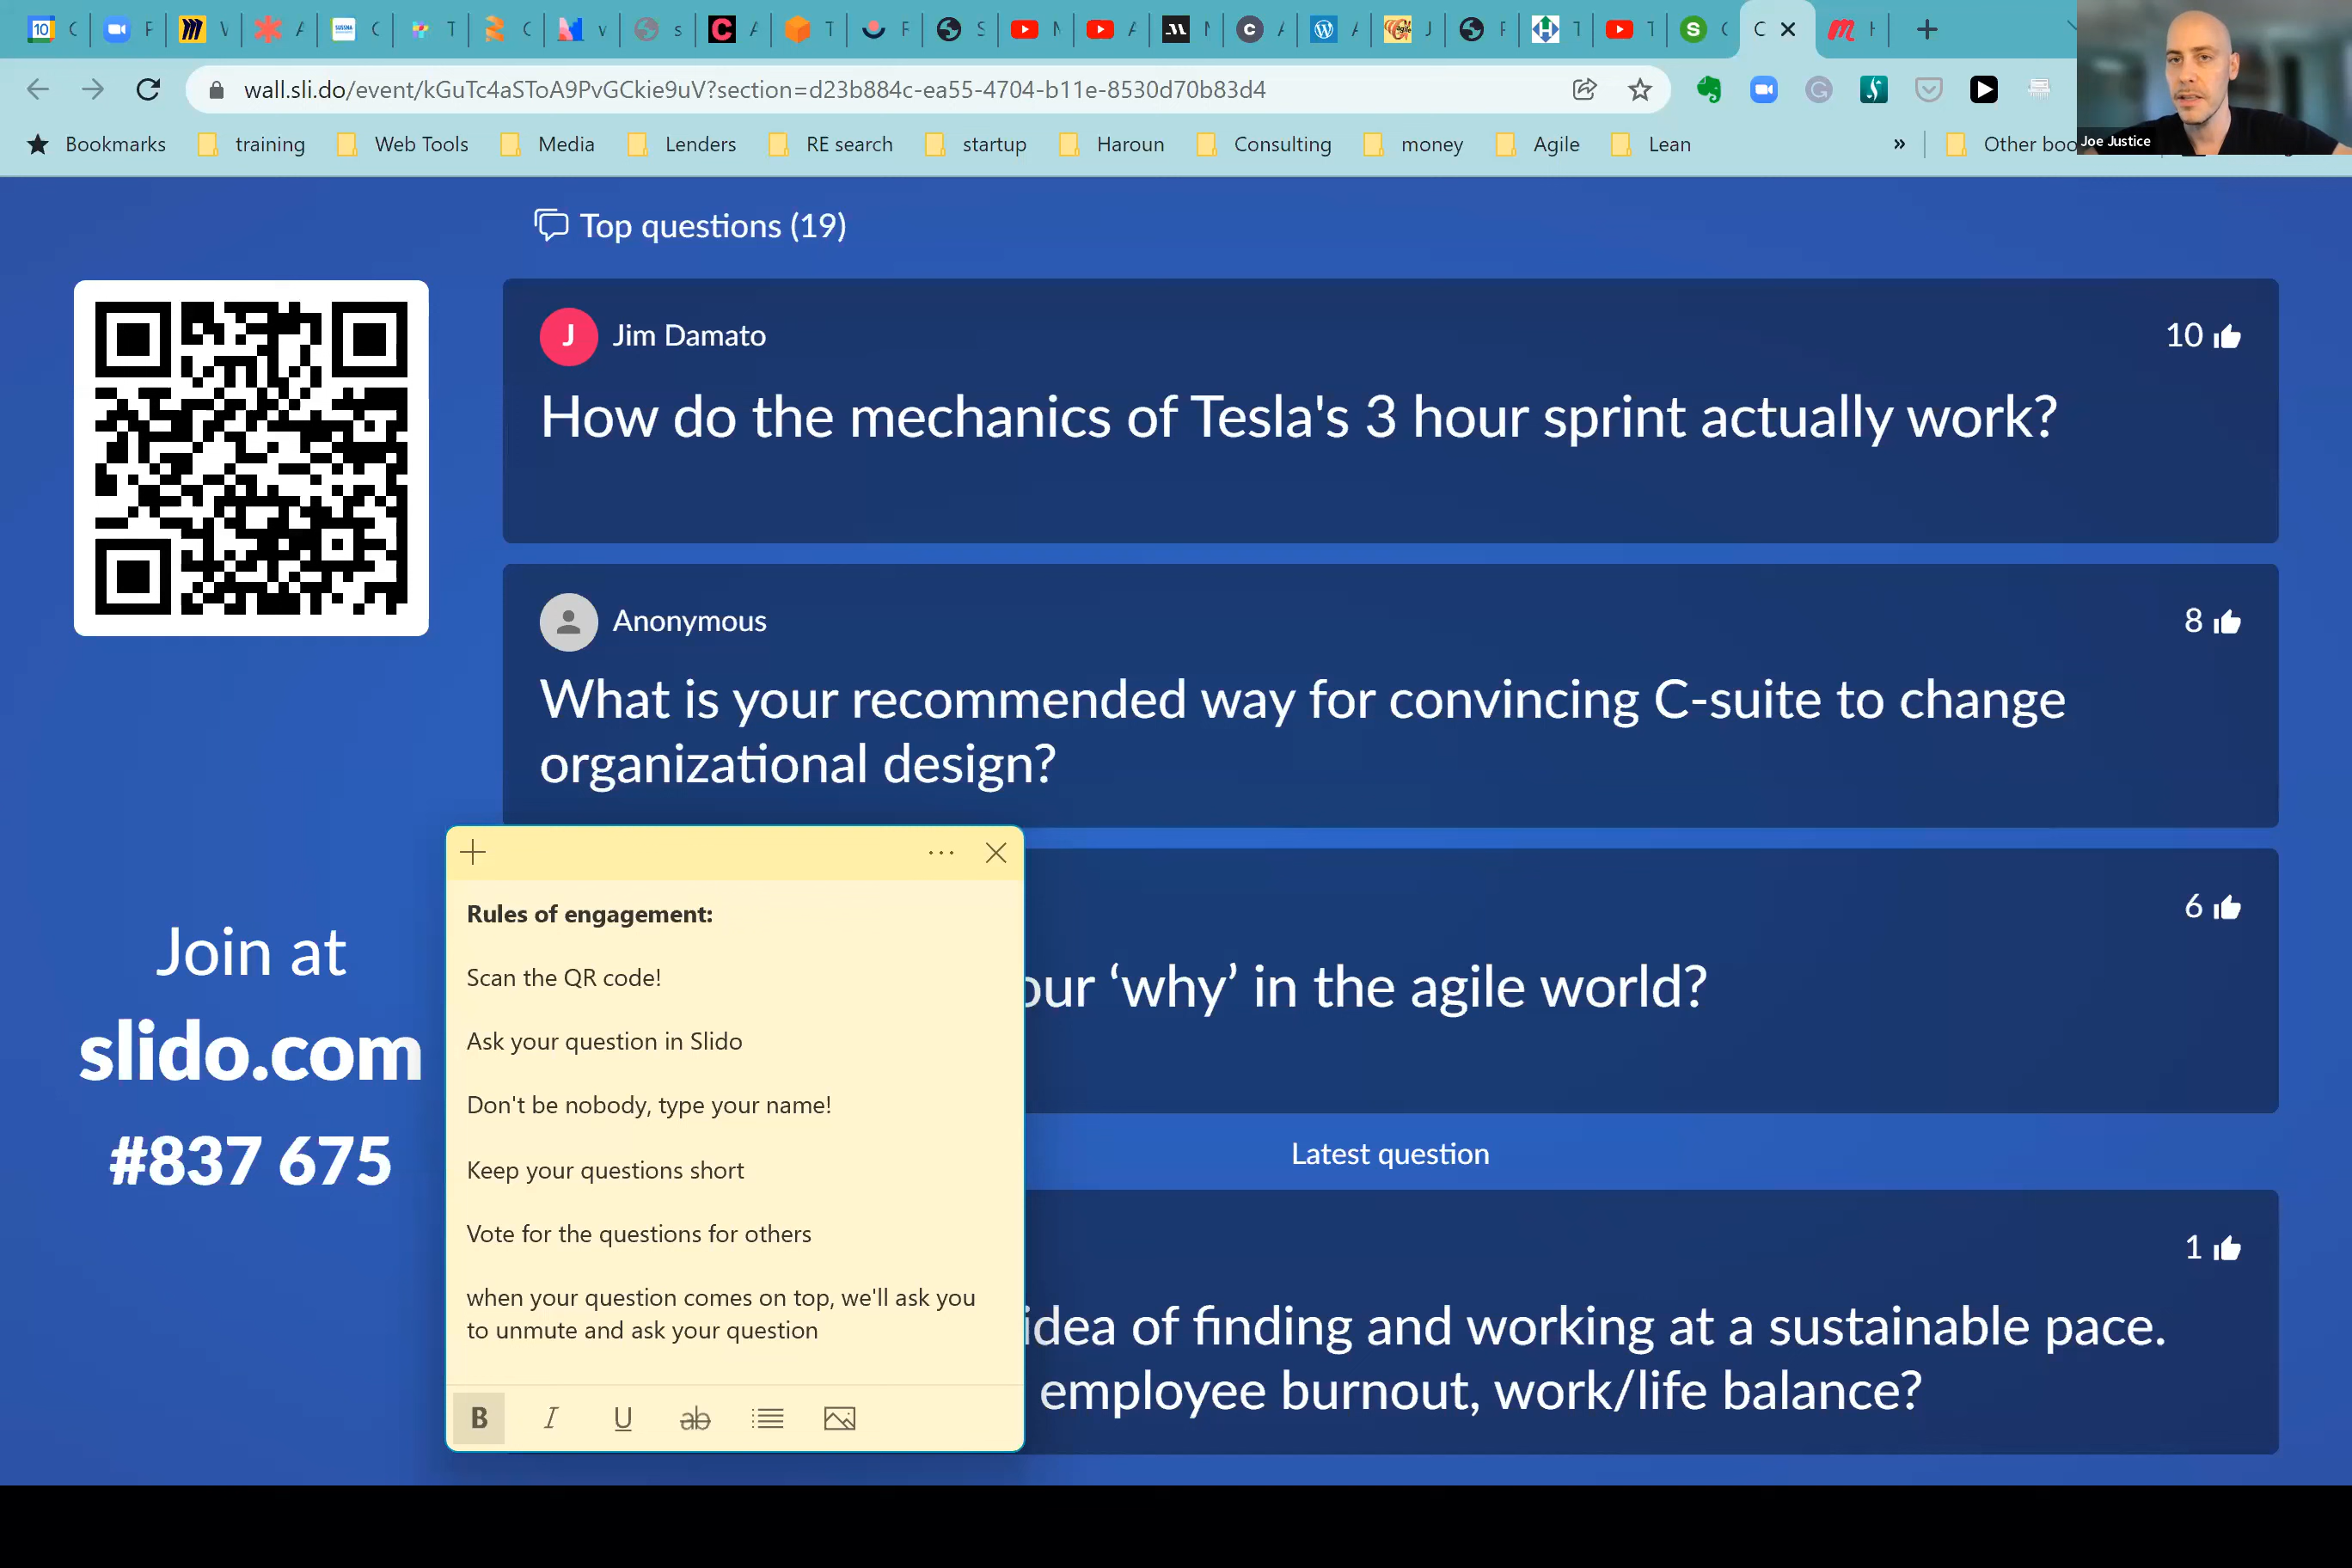 wall.sli.do/event/kGuTc4aSToA9PvGCkie9uV?section=d23b884c-ea55-4704-b11e-8530d70b83d4
Joe Justice
Bookmarks training Web Tools Media Lenders RE search startup Haroun Consulting money Agile Lean » Other boo
Top questions (19)
J Jim Damato 10
How do the mechanics of Tesla's 3 hour sprint actually work?
Anonymous 8
What is your recommended way for convincing C-suite to change
organizational design?
6
our ‘why’ in the agile world?
Latest question
1
idea of finding and working at a sustainable pace.
employee burnout, work/life balance?
Join at
slido.com
#837 675
Rules of engagement:
Scan the QR code!
Ask your question in Slido
Don't be nobody, type your name!
Keep your questions short
Vote for the questions for others
when your question comes on top, we'll ask you
to unmute and ask your question
B I U ab